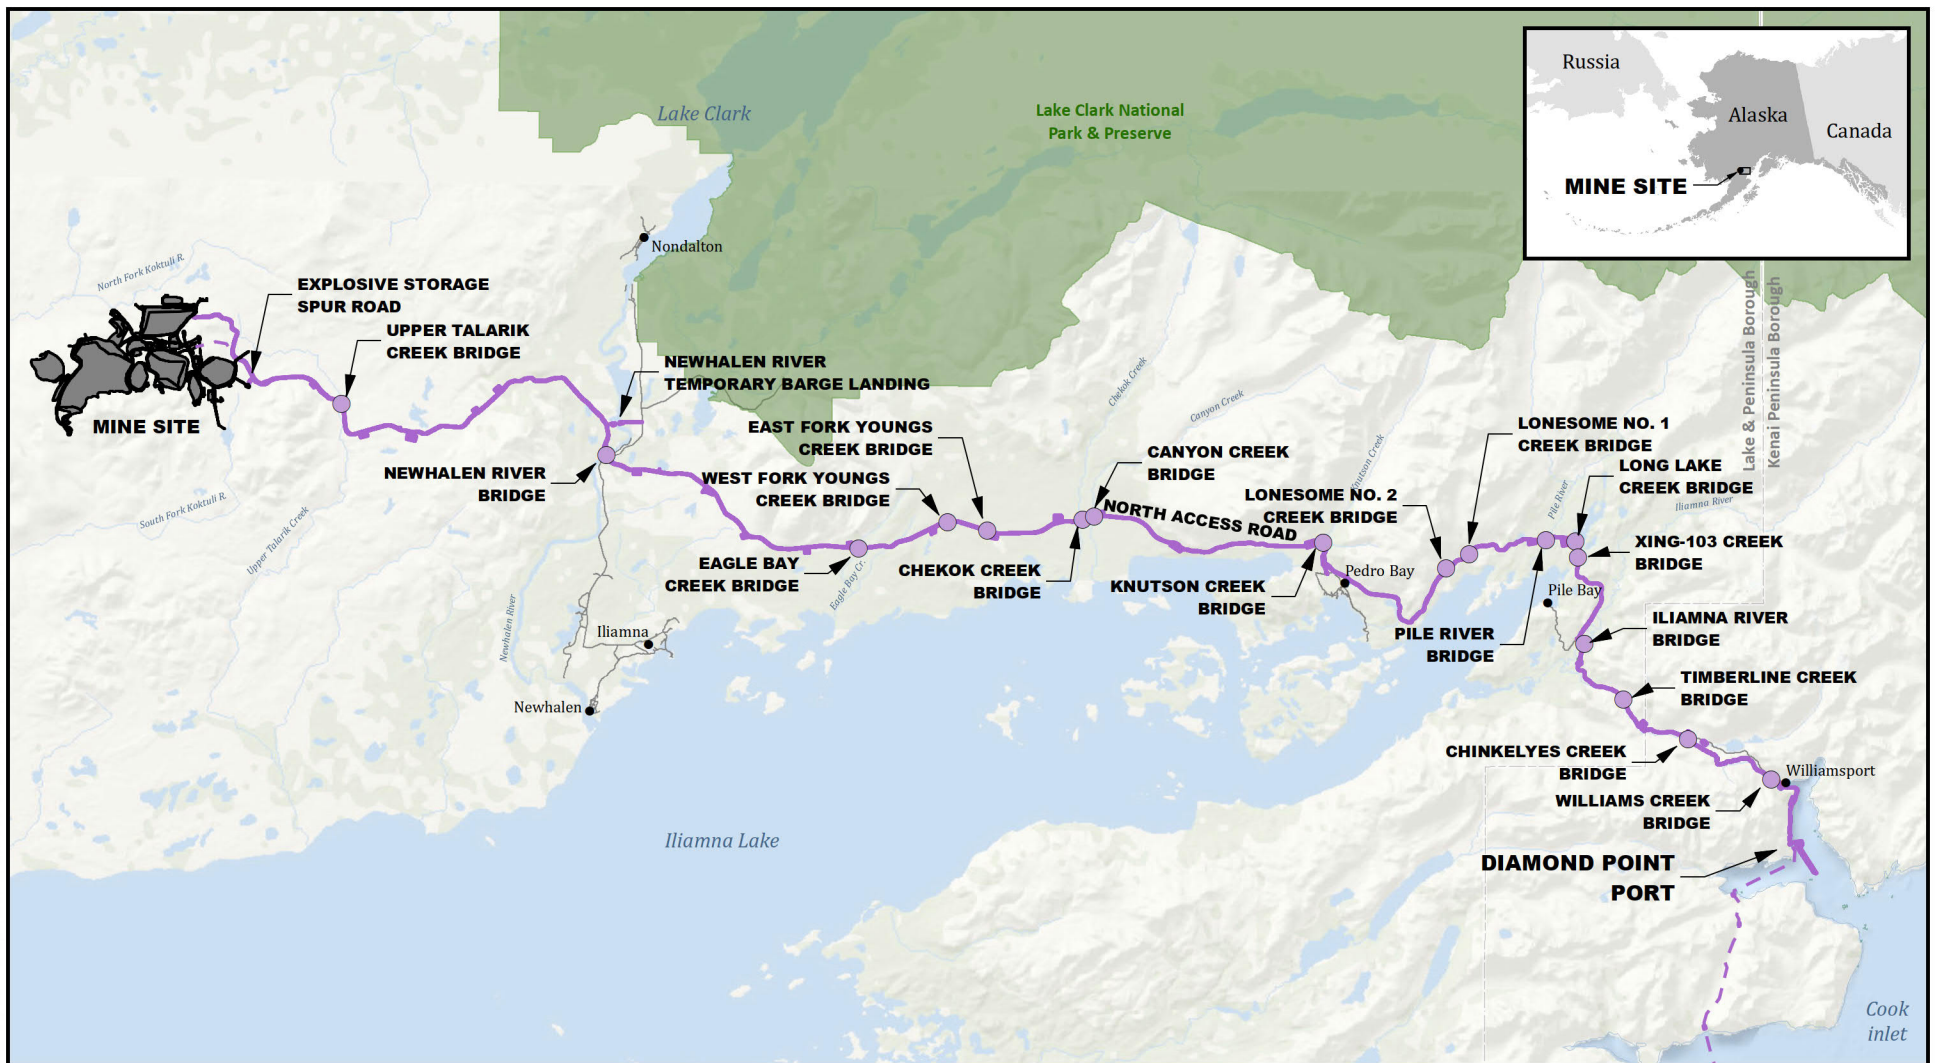 Russia
Alaska
Canada
MINE SITE
Lake Clark
Lake Clark National
Park & Preserve
Nondalton
North Fork Koktuli R.
EXPLOSIVE STORAGE
SPUR ROAD
UPPER TALARIK
CREEK BRIDGE
MINE SITE
NEWHALEN RIVER
TEMPORARY BARGE LANDING
NEWHALEN RIVER
BRIDGE
South Fork Koktuli R.
Upper Talarik Creek
Newhalen River
Iliamna
Newhalen
EAST FORK YOUNGS
CREEK BRIDGE
WEST FORK YOUNGS
CREEK BRIDGE
EAGLE BAY
CREEK BRIDGE
Eagle Bay Cr.
Chekok Creek
Canyon Creek
Knutson Creek
CANYON CREEK
BRIDGE
CHEKOK CREEK
BRIDGE
NORTH ACCESS ROAD
KNUTSON CREEK
BRIDGE
Pedro Bay
LONESOME NO. 2
CREEK BRIDGE
LONESOME NO. 1
CREEK BRIDGE
Pile River
LONG LAKE
CREEK BRIDGE
Iliamna River
XING-103 CREEK
BRIDGE
Lake & Peninsula Borough
Kenai Peninsula Borough
Pile Bay
PILE RIVER
BRIDGE
ILIAMNA RIVER
BRIDGE
TIMBERLINE CREEK
BRIDGE
CHINKELYES CREEK
BRIDGE
Williamsport
WILLIAMS CREEK
BRIDGE
DIAMOND POINT
PORT
Iliamna Lake
Cook
inlet